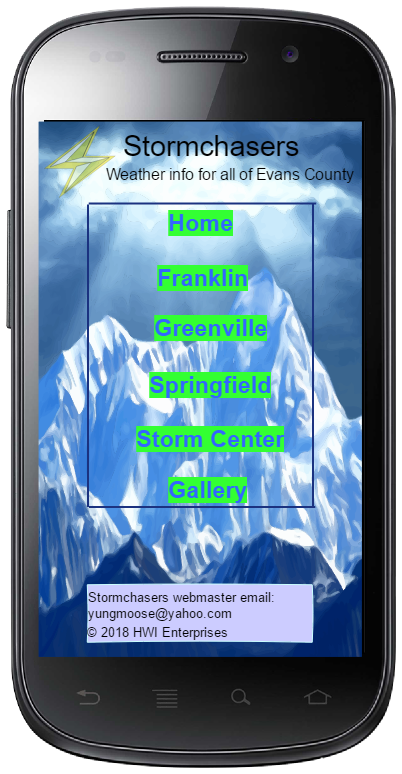 Stormchasers
Weather info for all of Evans County
Home
Franklin
Greenville
Springfield
Storm Center
Gallery
Stormchasers webmaster email:
yungmoose@yahoo.com
© 2018 HWI Enterprises